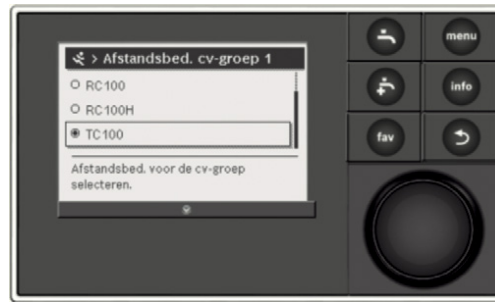 > Afstandsbed. cv-groep 1
RC100
RC100H
TC100
Afstandsbed. voor de cv-groep
selecteren.
menu
info
fav